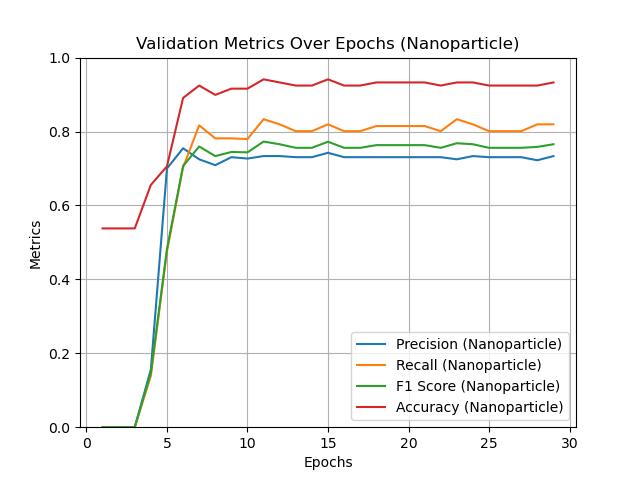 Validation Metrics Over Epochs (Nanoparticle)
1.0
0.8
0.6
0.4
0.2
0.0
Metrics
Precision (Nanoparticle)
Recall (Nanoparticle)
F1 Score (Nanoparticle)
Accuracy (Nanoparticle)
0 5 10 15 20 25 30
Epochs